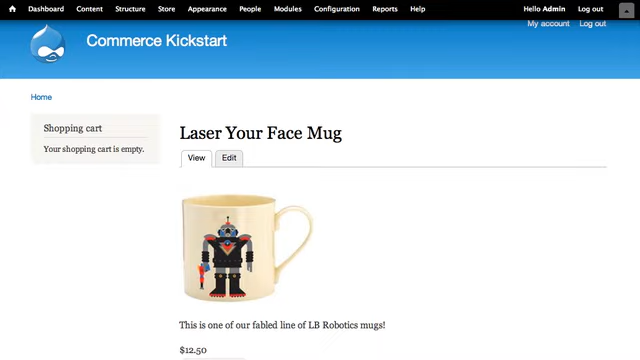 Dashboard Content Structure Store Appearance People Modules Configuration Reports Help Hello Admin Log out
My account Log out
Commerce Kickstart
Home
Shopping cart
Your shopping cart is empty.
Laser Your Face Mug
View Edit
This is one of our fabled line of LB Robotics mugs!
$12.50